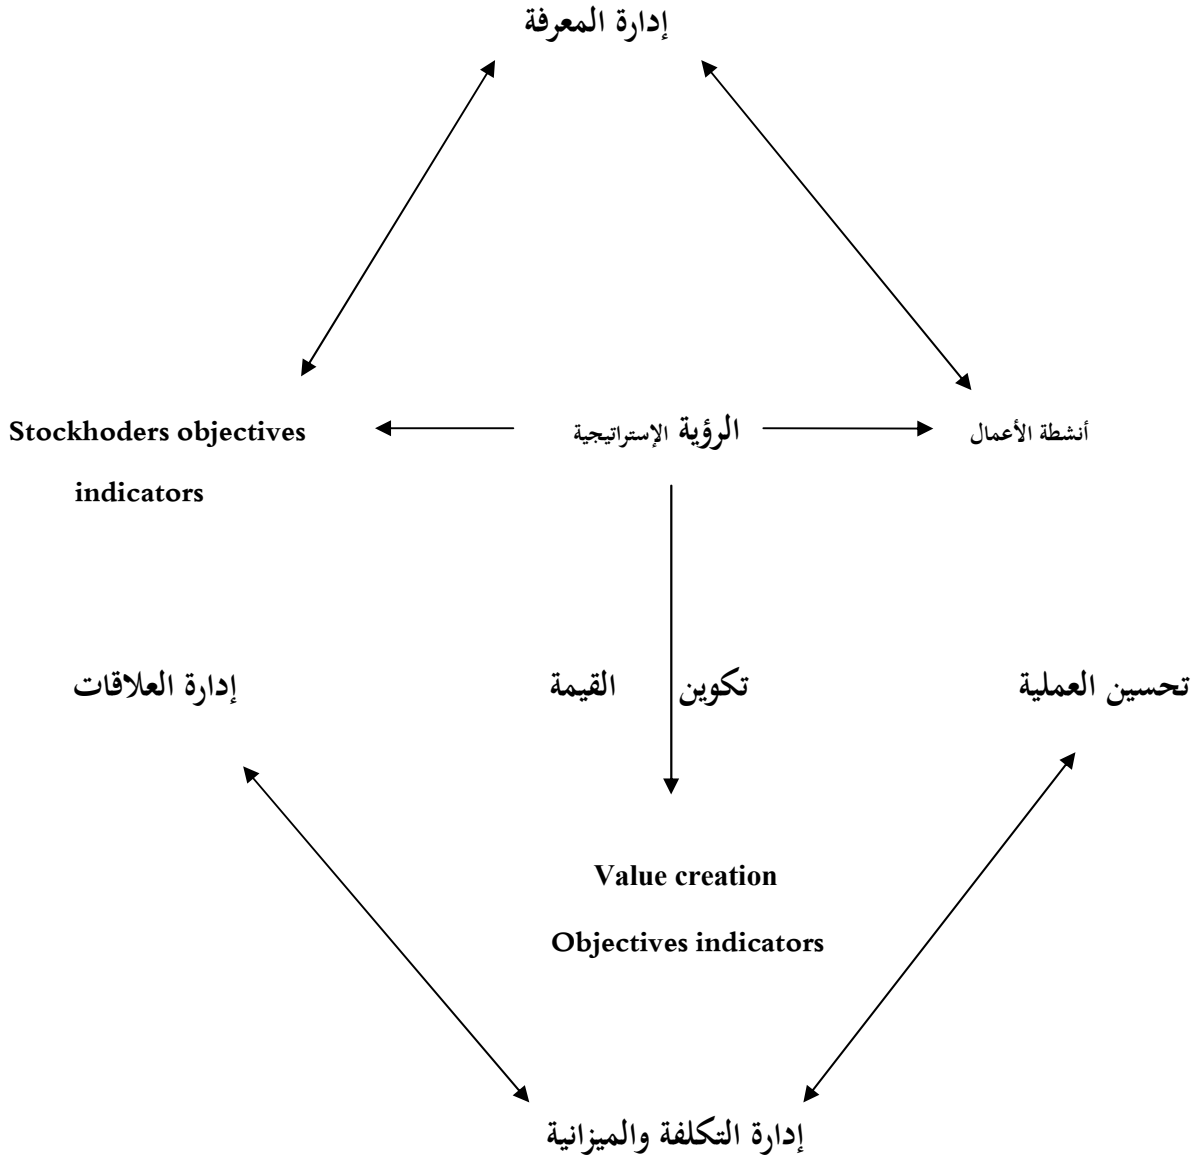 إدارة المعرفة
Stockhoders objectives
الرؤية الإستراتيجية
أنشطة الأعمال
indicators
إدارة العلاقات
تكوين القيمة
تحسين العملية
Value creation
Objectives indicators
إدارة التكلفة والميزانية